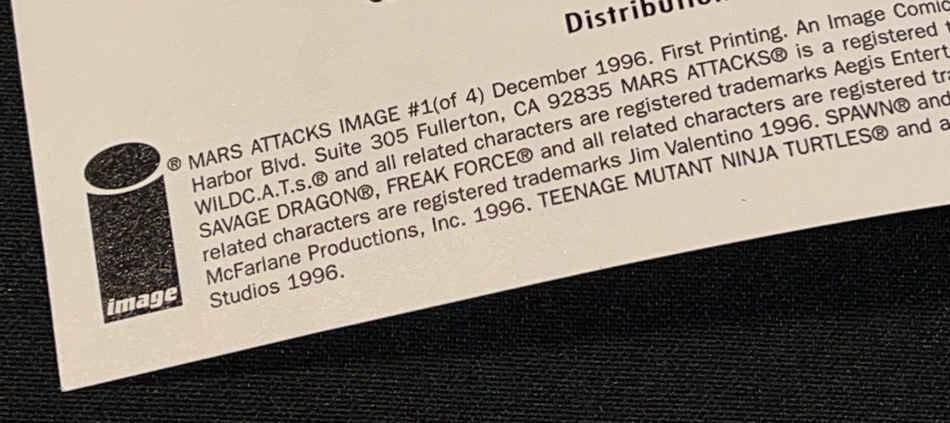 Distribution
® MARS ATTACKS IMAGE #1(of 4) December 1996. First Printing. An Image Comic
Harbor Blvd. Suite 305 Fullerton, CA 92835 MARS ATTACKS® is a registered
WILDC.A.T.s.® and all related characters are registered trademarks Aegis Entert
SAVAGE DRAGON®, FREAK FORCE® and all related characters are registered tra
related characters are registered trademarks Jim Valentino 1996. SPAWN® and
McFarlane Productions, Inc. 1996. TEENAGE MUTANT NINJA TURTLES® and a
Studios 1996.
image